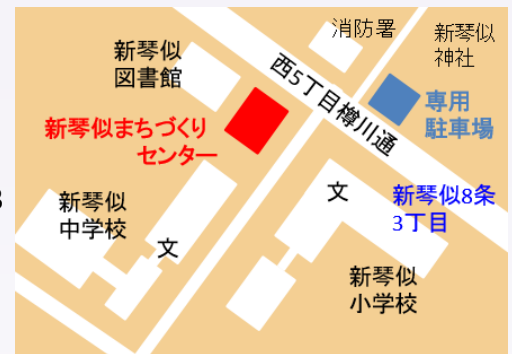 消防署
新琴似
神社
新琴似
図書館
西5丁目樽川通
専用
駐車場
新琴似まちづくり
センター
文
新琴似8条
3丁目
新琴似
中学校
文
新琴似
小学校